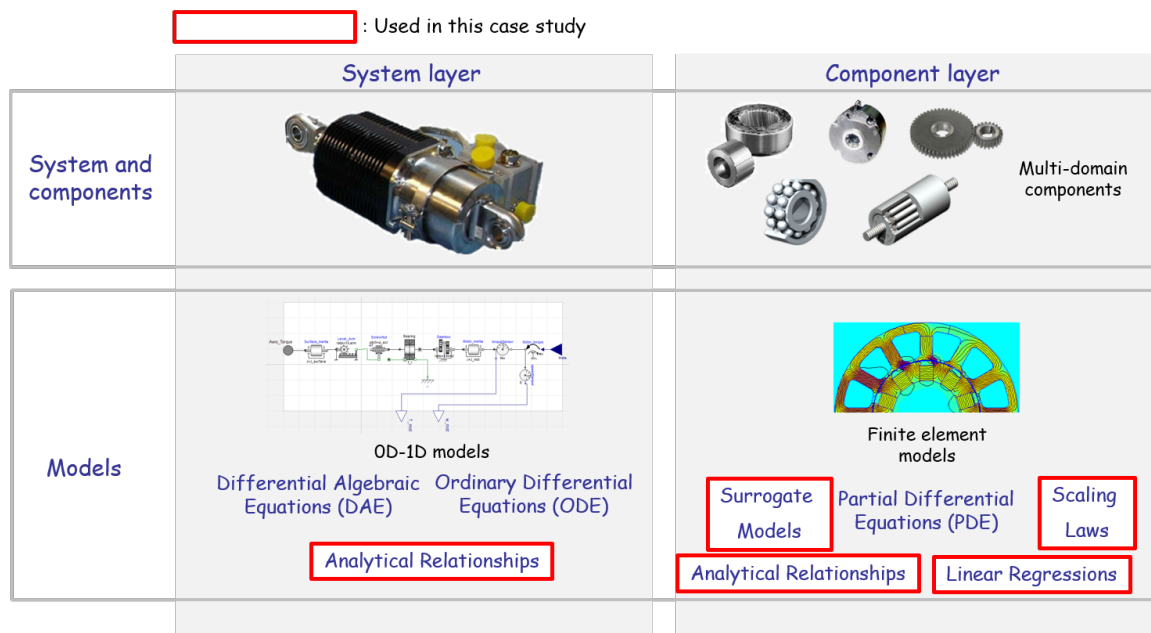 : Used in this case study
System layer
Component layer
System and
components
Multi-domain
components
Models
0D-1D models
Differential Algebraic
Equations (DAE)
Ordinary Differential
Equations (ODE)
Analytical Relationships
Finite element
models
Surrogate
Models
Partial Differential
Equations (PDE)
Scaling
Laws
Analytical Relationships
Linear Regressions